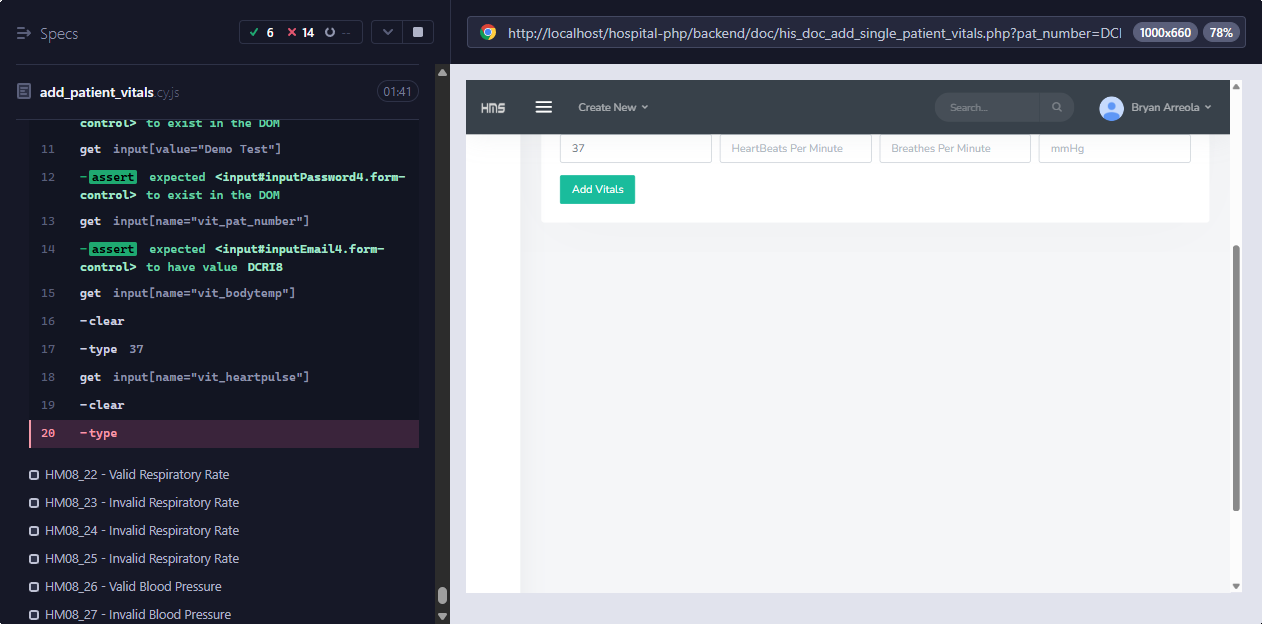 Specs
6
14
--
add_patient_vitals.cy.js
01:41
control> to exist in the DOM
11 get input[value="Demo Test"]
12 -assert expected <input#inputPassword4.form-
control> to exist in the DOM
13 get input[name="vit_pat_number"]
14 -assert expected <input#inputEmail4.form-
control> to have value DCRI8
15 get input[name="vit_bodytemp"]
16 -clear
17 -type 37
18 get input[name="vit_heartpulse"]
19 -clear
20 -type
HM08_22 - Valid Respiratory Rate
HM08_23 - Invalid Respiratory Rate
HM08_24 - Invalid Respiratory Rate
HM08_25 - Invalid Respiratory Rate
HM08_26 - Valid Blood Pressure
HM08_27 - Invalid Blood Pressure
http://localhost/hospital-php/backend/doc/his_doc_add_single_patient_vitals.php?pat_number=DCI
1000x660
78%
HMS
Create New
Search...
Bryan Arreola
37
HeartBeats Per Minute
Breathes Per Minute
mmHg
Add Vitals